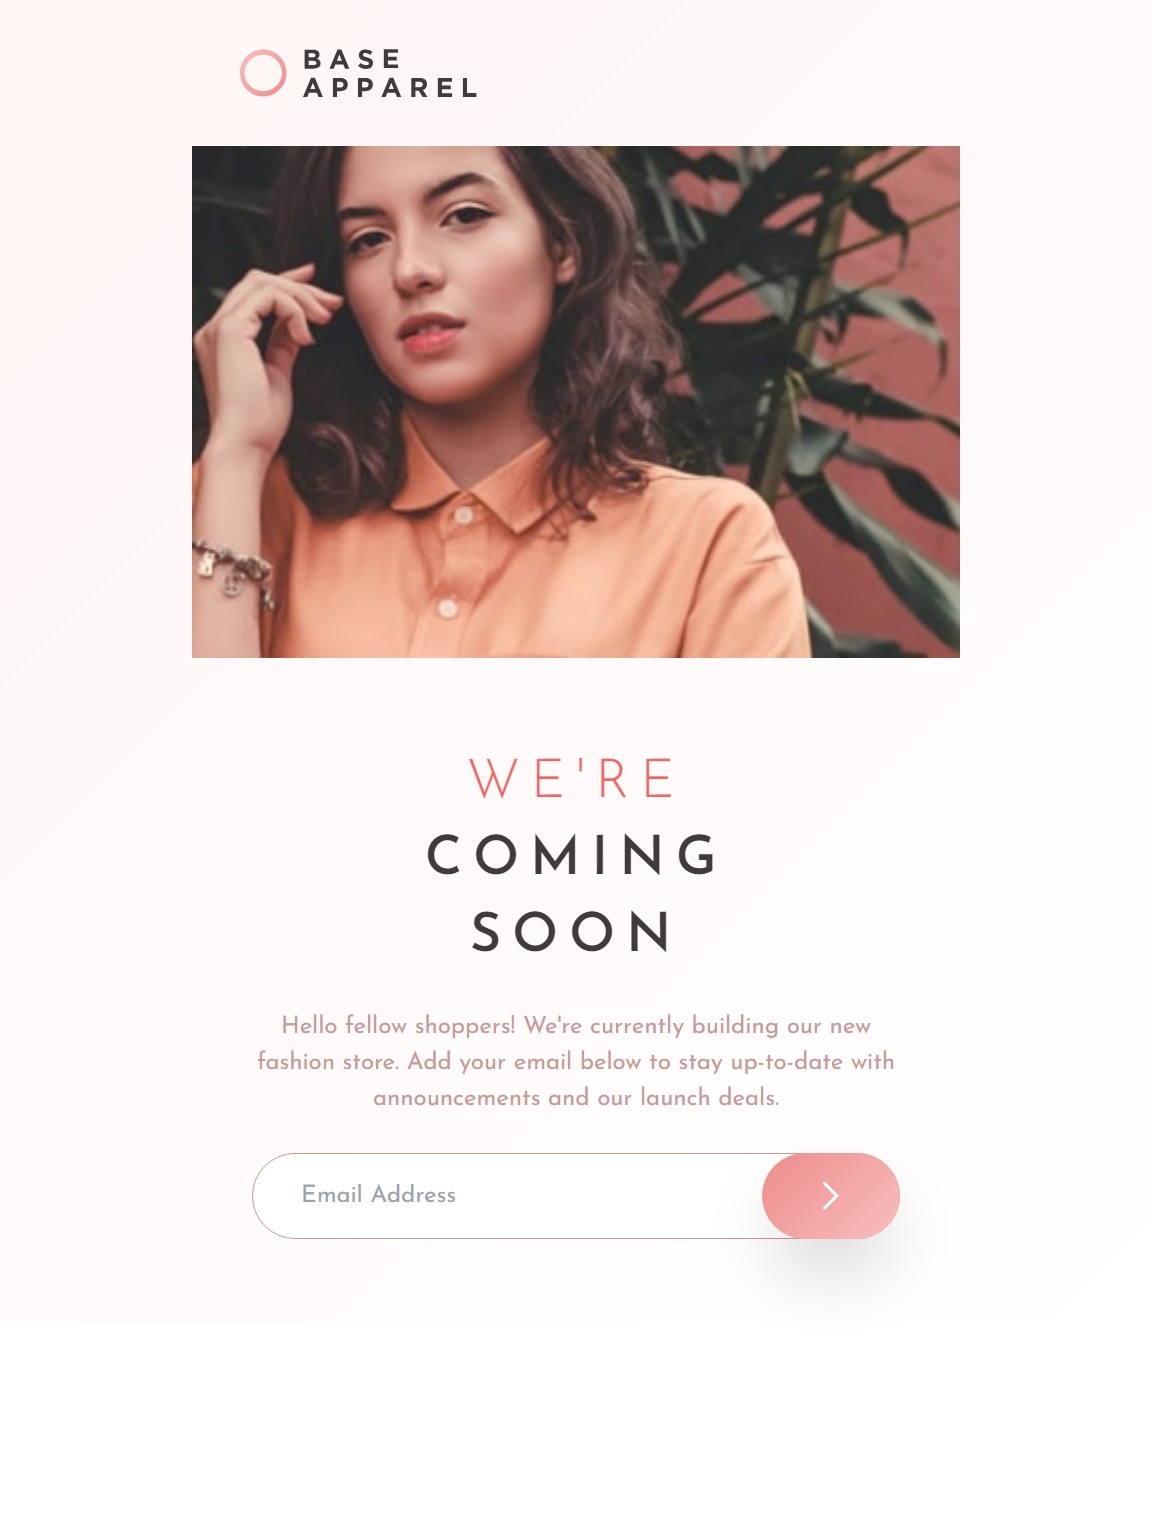 BASE
APPAREL
WE'RE
COMING
SOON
Hello fellow shoppers! We're currently building our new
fashion store. Add your email below to stay up-to-date with
announcements and our launch deals.
Email Address